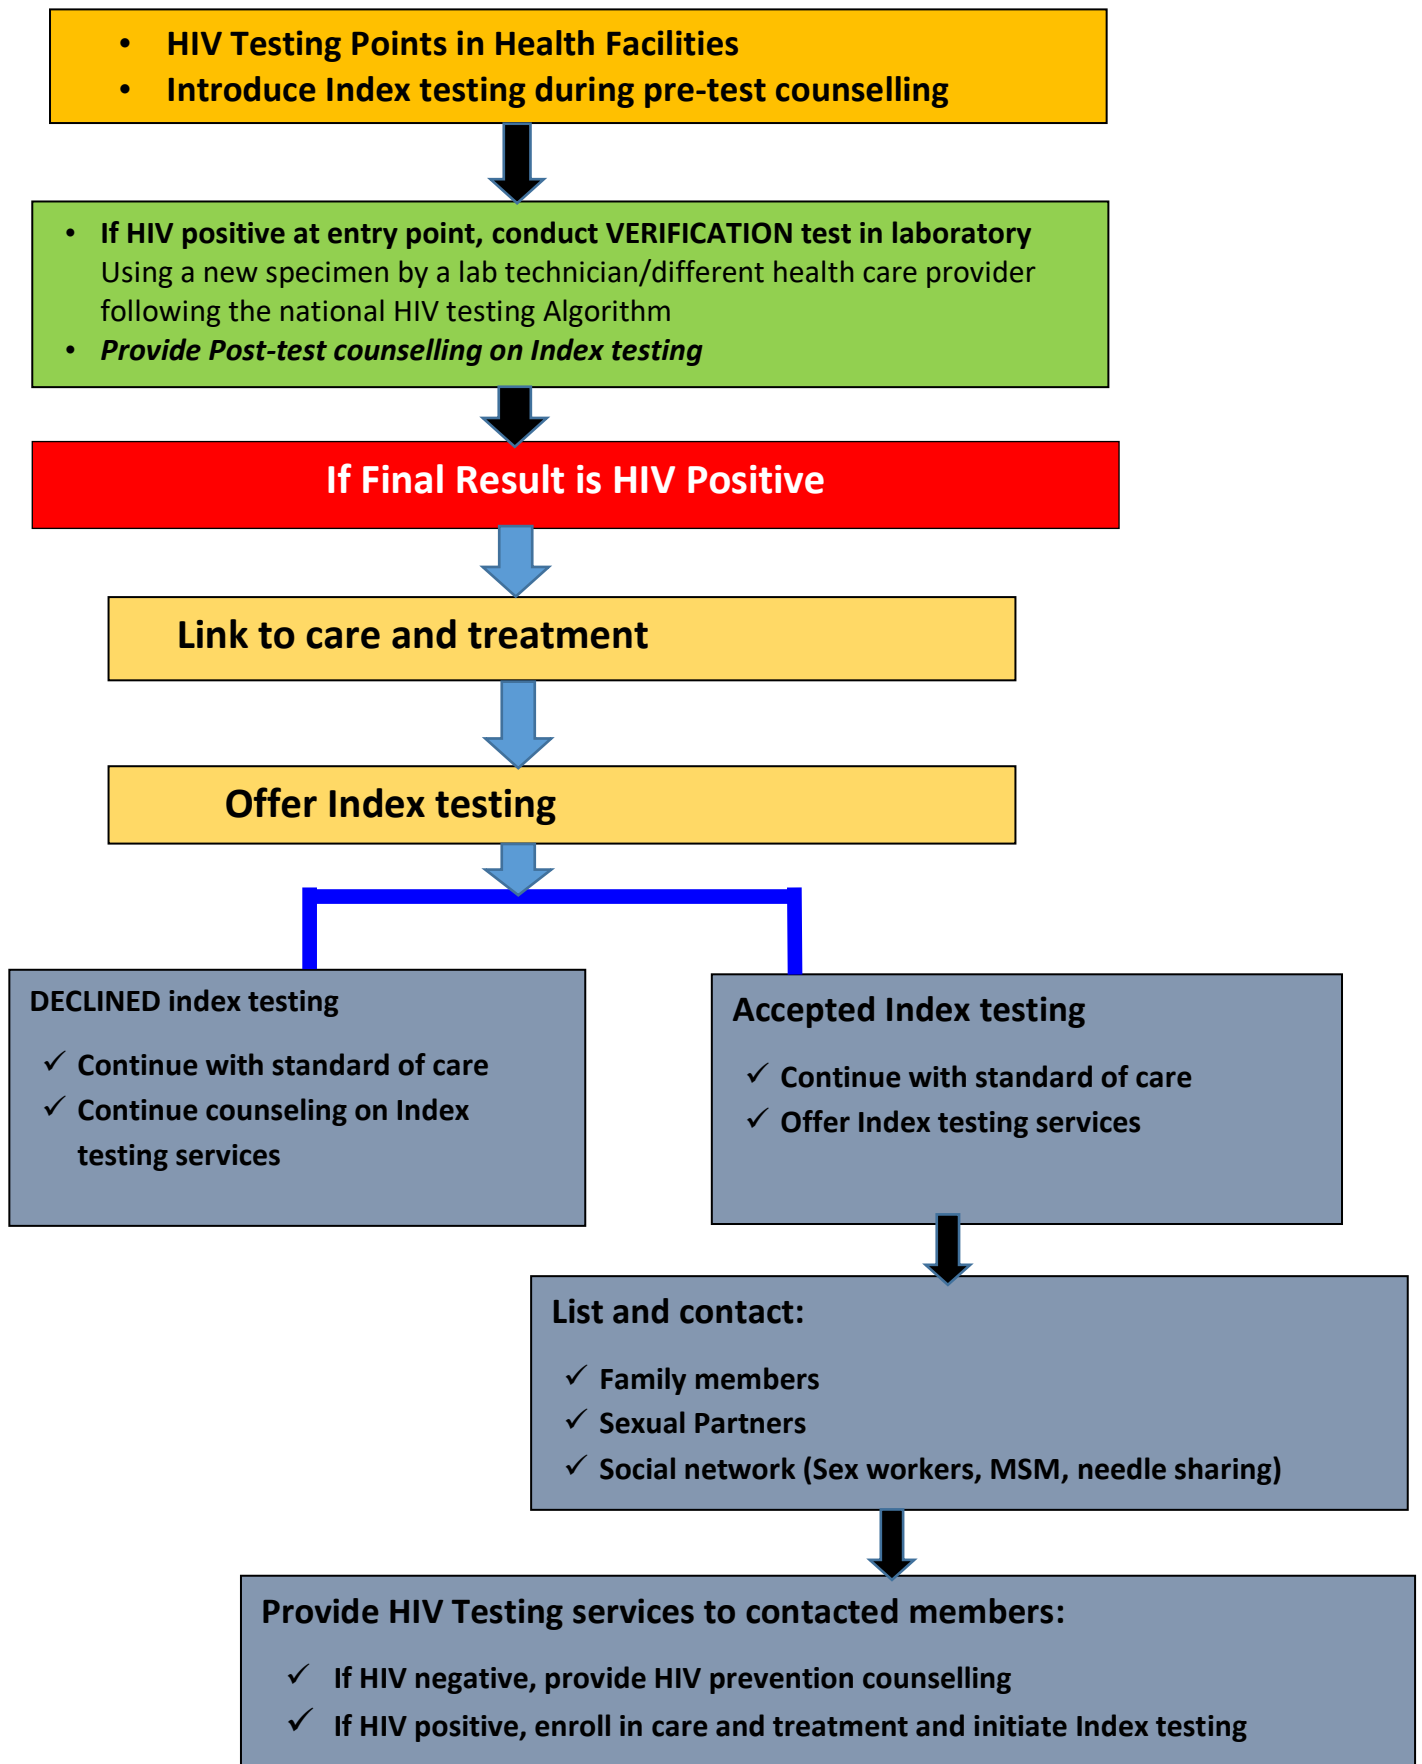 • HIV Testing Points in Health Facilities
• Introduce Index testing during pre-test counselling
• If HIV positive at entry point, conduct VERIFICATION test in laboratory
Using a new specimen by a lab technician/different health care provider
following the national HIV testing Algorithm
• Provide Post-test counselling on Index testing
If Final Result is HIV Positive
Link to care and treatment
Offer Index testing
DECLINED index testing
✓ Continue with standard of care
✓ Continue counseling on Index
testing services
Accepted Index testing
✓ Continue with standard of care
✓ Offer Index testing services
List and contact:
✓ Family members
✓ Sexual Partners
✓ Social network (Sex workers, MSM, needle sharing)
Provide HIV Testing services to contacted members:
✓ If HIV negative, provide HIV prevention counselling
✓ If HIV positive, enroll in care and treatment and initiate Index testing